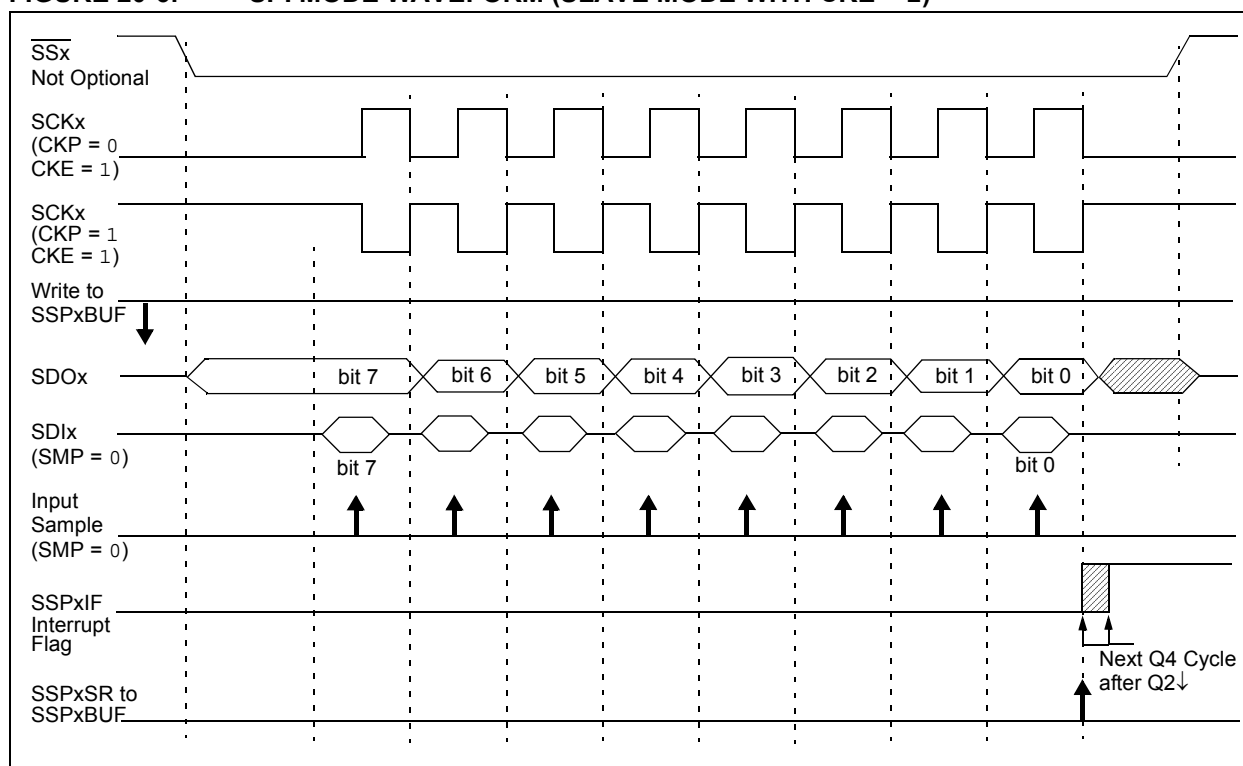 SSx
Not Optional
SCKx
(CKP = 0
CKE = 1)
SCKx
(CKP = 1
CKE = 1)
Write to
SSPxBUF
SDOx
bit 7 bit 6 bit 5 bit 4 bit 3 bit 2 bit 1 bit 0
SDIx
(SMP = 0)
bit 7 bit 0
Input
Sample
(SMP = 0)
SSPxIF
Interrupt
Flag
Next Q4 Cycle
after Q2↓
SSPxSR to
SSPxBUF